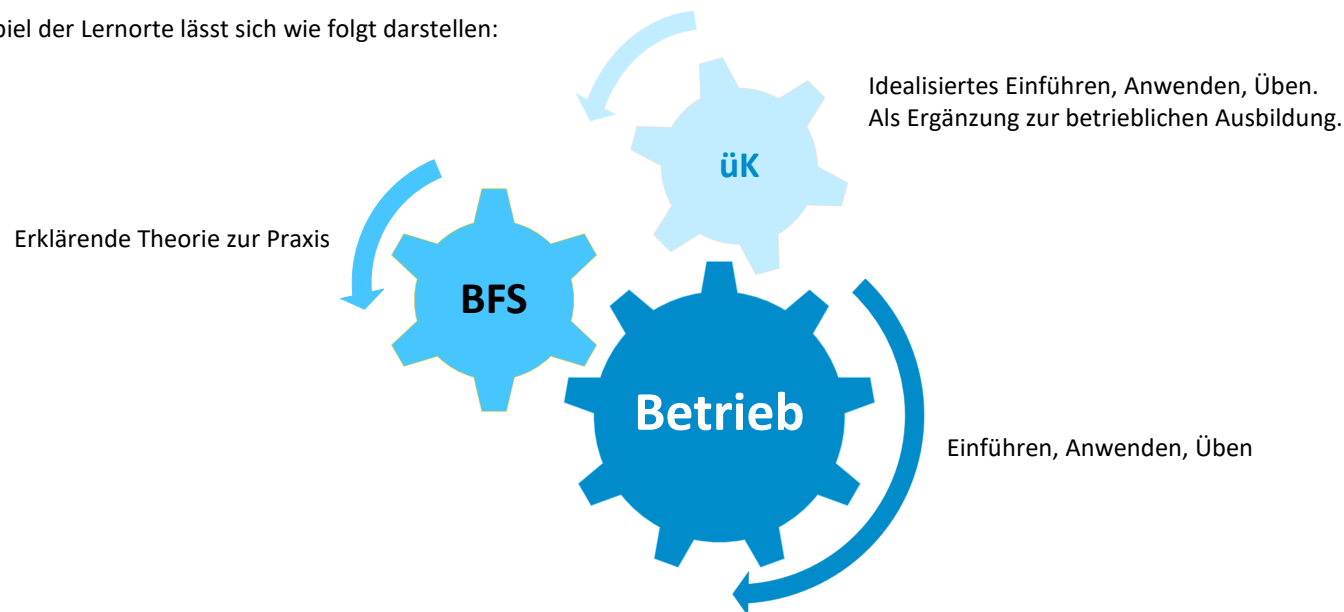 piel der Lernorte lässt sich wie folgt darstellen:
Idealisiertes Einführen, Anwenden, Üben.
Als Ergänzung zur betrieblichen Ausbildung.
üK
Erklärende Theorie zur Praxis
BFS
Betrieb
Einführen, Anwenden, Üben